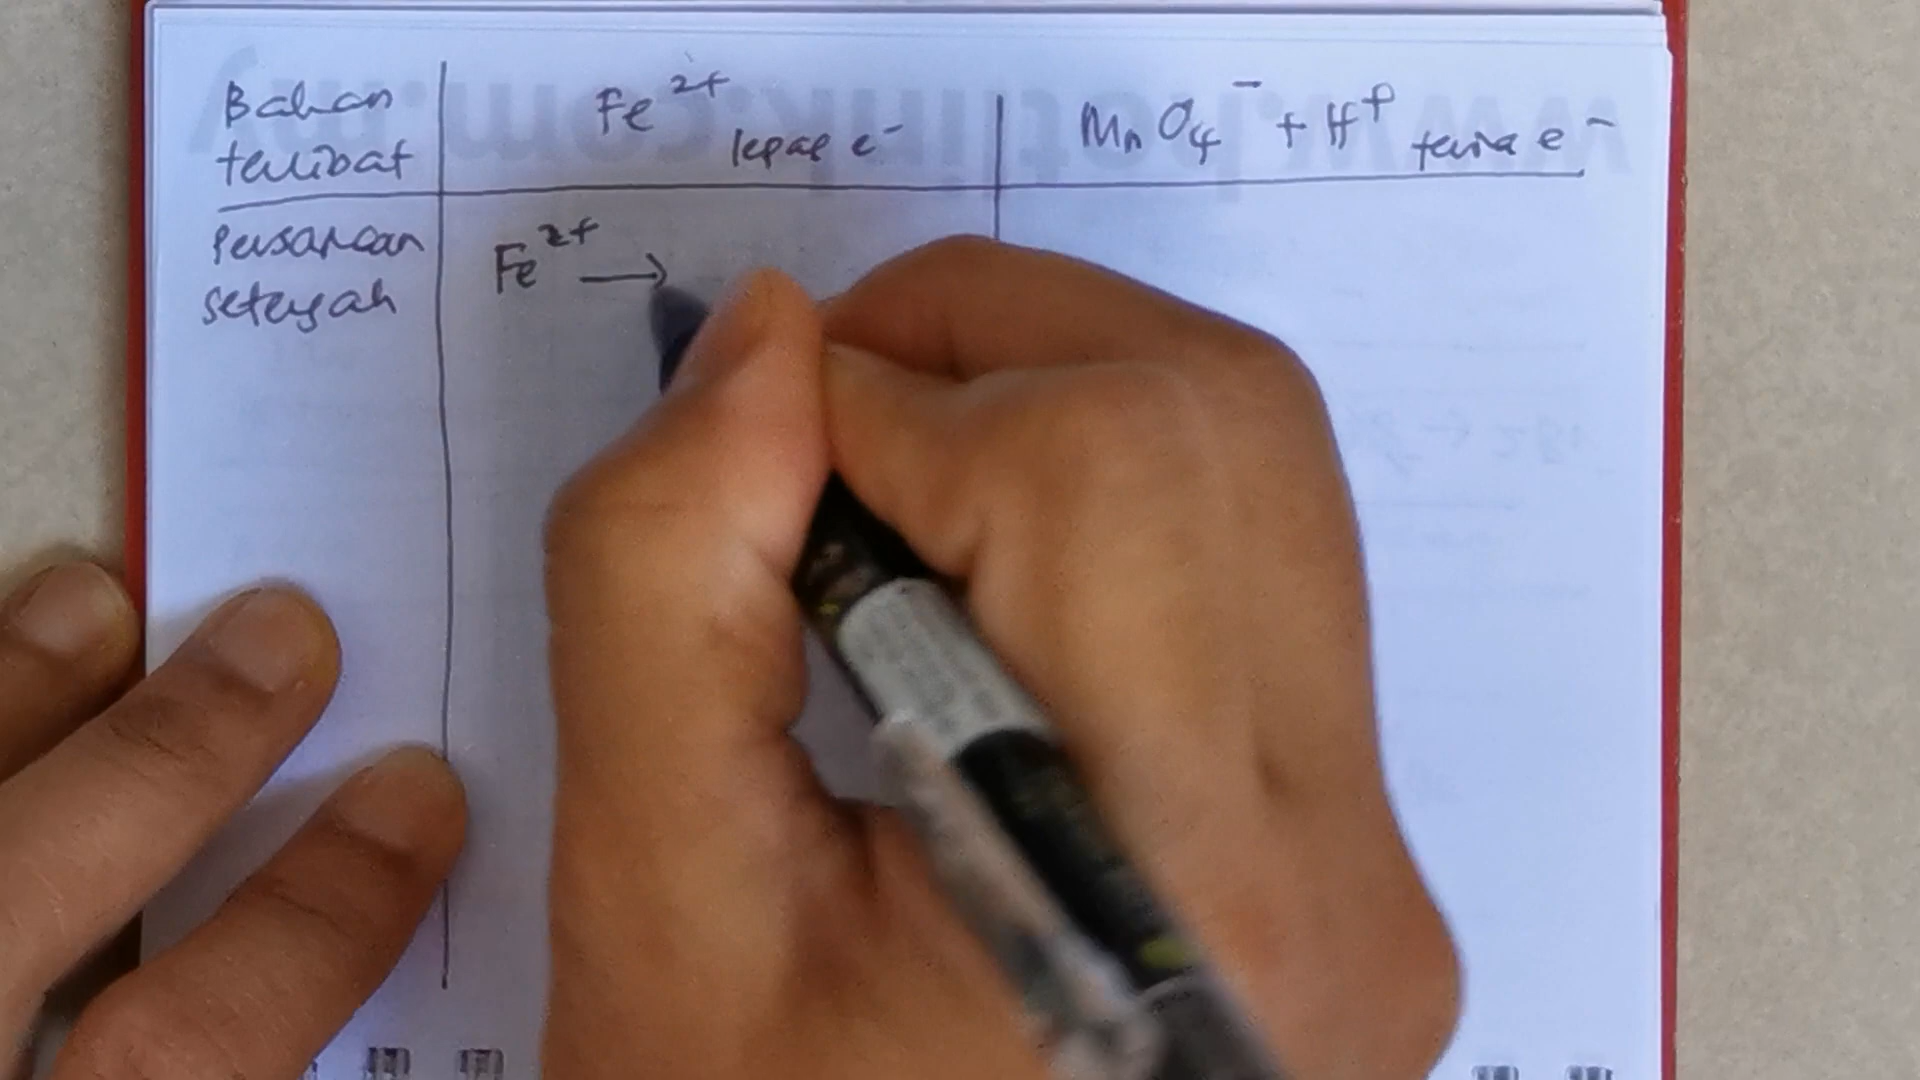 Bahan
terlibat
Fe²⁺
lepas e⁻
MnO₄⁻ + H⁺ terima e⁻
Persamaan
setengah
Fe²⁺ →